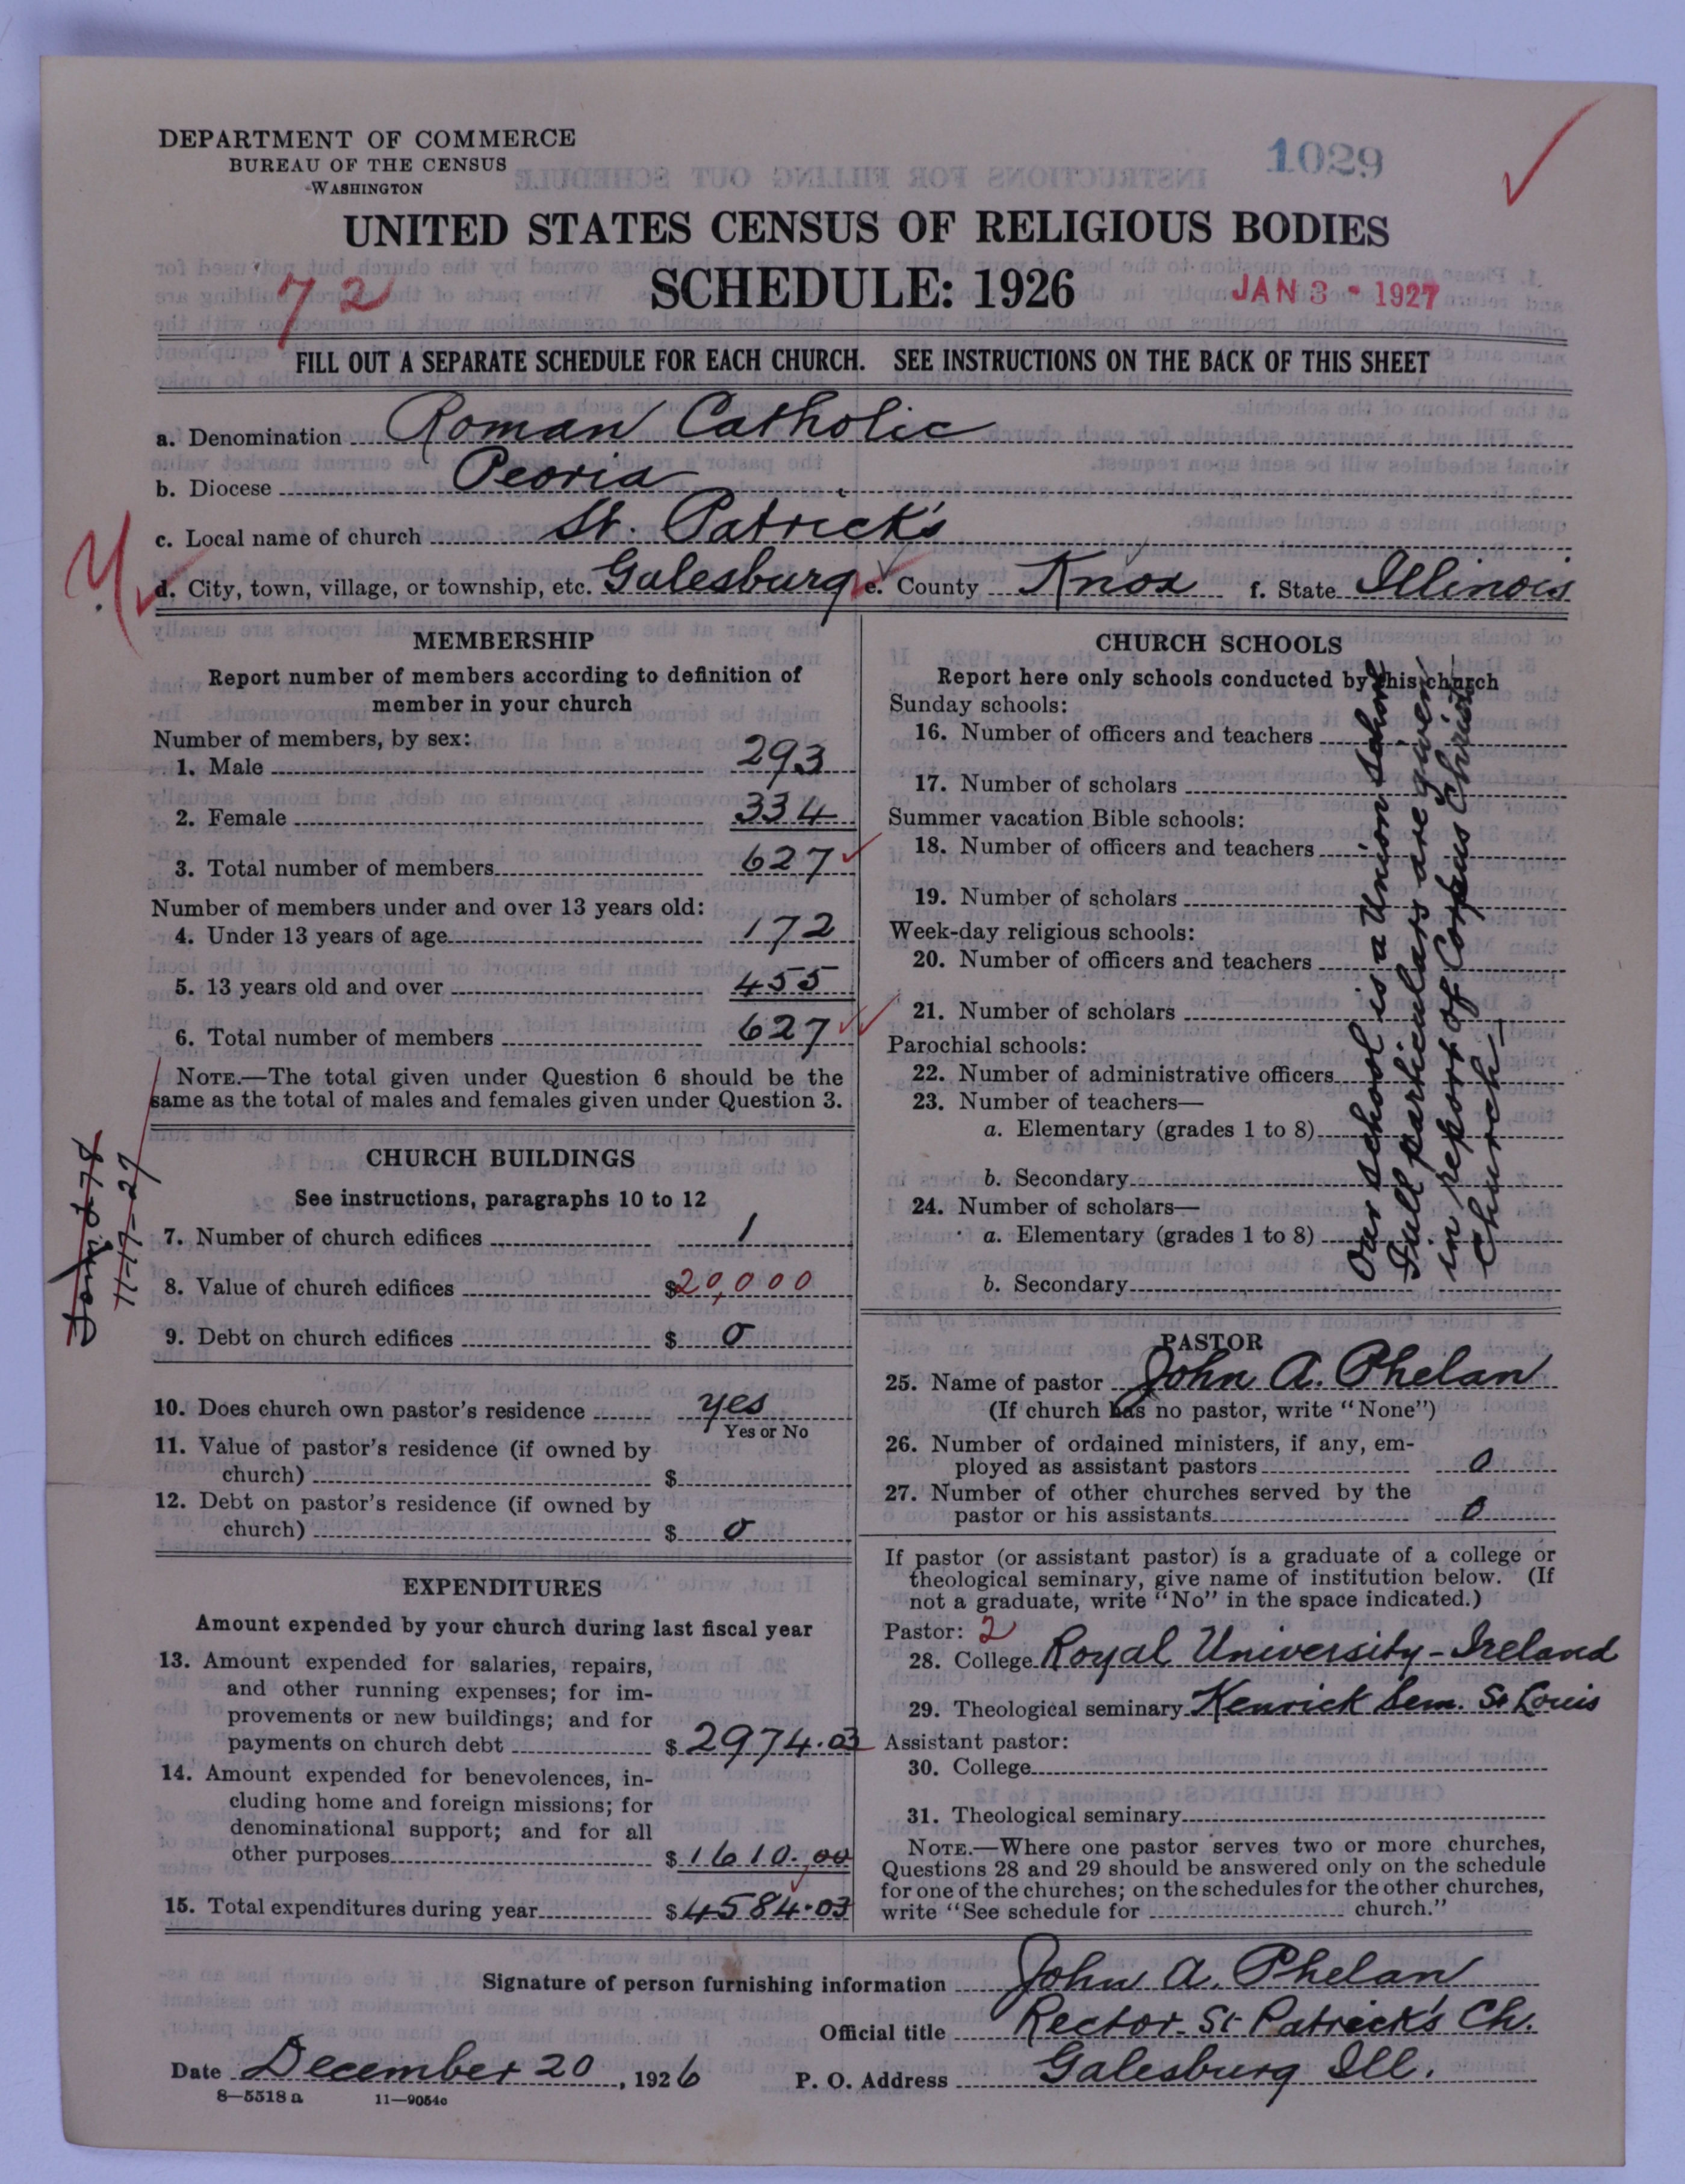 DEPARTMENT OF COMMERCE
BUREAU OF THE CENSUS
WASHINGTON
1029
UNITED STATES CENSUS OF RELIGIOUS BODIES
SCHEDULE: 1926
72
JAN 3 - 1927
FILL OUT A SEPARATE SCHEDULE FOR EACH CHURCH. SEE INSTRUCTIONS ON THE BACK OF THIS SHEET
a. Denomination Roman Catholic
b. Diocese Peoria
c. Local name of church St. Patrick's
d. City, town, village, or township, etc. Galesburg e. County Knox f. State Illinois
MEMBERSHIP
Report number of members according to definition of
member in your church
Number of members, by sex:
1. Male 293
2. Female 334
3. Total number of members 627
Number of members under and over 13 years old:
4. Under 13 years of age 172
5. 13 years old and over 455
6. Total number of members 627
NOTE.—The total given under Question 6 should be the
same as the total of males and females given under Question 3.
11-17-27
CHURCH BUILDINGS
See instructions, paragraphs 10 to 12
7. Number of church edifices 1
8. Value of church edifices $20,000
9. Debt on church edifices $ 0
10. Does church own pastor's residence yes
Yes or No
11. Value of pastor's residence (if owned by
church) $
12. Debt on pastor's residence (if owned by
church) $ 0
EXPENDITURES
Amount expended by your church during last fiscal year
13. Amount expended for salaries, repairs,
and other running expenses; for im-
provements or new buildings; and for
payments on church debt $ 2974.03
14. Amount expended for benevolences, in-
cluding home and foreign missions; for
denominational support; and for all
other purposes $ 1610.00
15. Total expenditures during year $ 4584.03
CHURCH SCHOOLS
Report here only schools conducted by this church
Sunday schools:
16. Number of officers and teachers
17. Number of scholars
Summer vacation Bible schools:
18. Number of officers and teachers
19. Number of scholars
Week-day religious schools:
20. Number of officers and teachers
21. Number of scholars
Parochial schools:
22. Number of administrative officers
23. Number of teachers—
a. Elementary (grades 1 to 8)
b. Secondary
24. Number of scholars—
a. Elementary (grades 1 to 8)
b. Secondary
Our school is a Union School
Full particulars are given
in report of Corpus Christi
Church
PASTOR
25. Name of pastor John A. Phelan
(If church has no pastor, write "None")
26. Number of ordained ministers, if any, em-
ployed as assistant pastors 0
27. Number of other churches served by the
pastor or his assistants 0
If pastor (or assistant pastor) is a graduate of a college or
theological seminary, give name of institution below. (If
not a graduate, write "No" in the space indicated.)
Pastor: 2
28. College Royal University - Ireland
29. Theological seminary Kenrick Sem. St Louis
Assistant pastor:
30. College
31. Theological seminary
NOTE.—Where one pastor serves two or more churches,
Questions 28 and 29 should be answered only on the schedule
for one of the churches; on the schedules for the other churches,
write "See schedule for church."
Signature of person furnishing information John A. Phelan
Official title Rector St Patrick's Ch.
Date December 20, 1926 P. O. Address Galesburg Ill.
8—5518 a 11—9054c